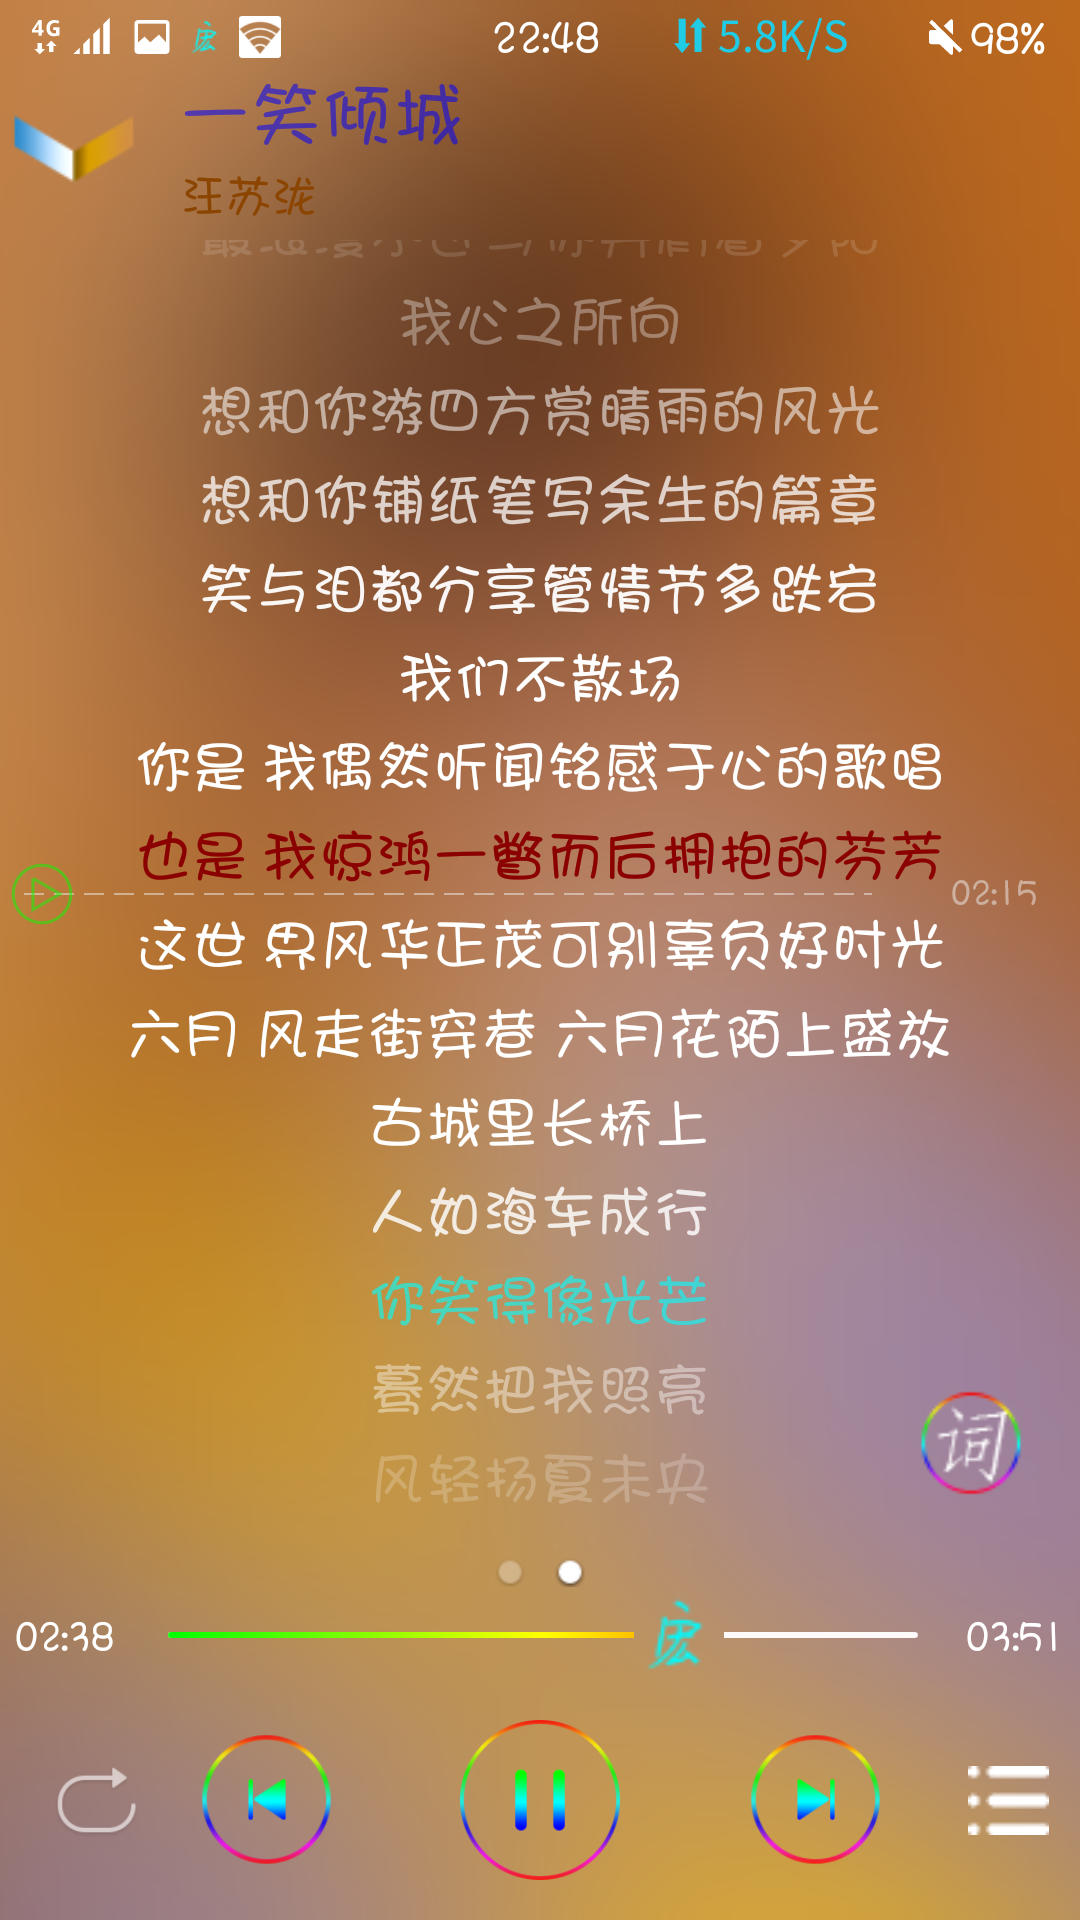 4G 22:48 5.8K/S 98%
一笑倾城
汪苏泷
我心之所向
想和你游四方赏晴雨的风光
想和你铺纸笔写余生的篇章
笑与泪都分享管情节多跌宕
我们不散场
你是 我偶然听闻铭感于心的歌唱
也是 我惊鸿一瞥而后拥抱的芬芳
02:15
这世 界风华正茂可别辜负好时光
六月 风走街穿巷 六月花陌上盛放
古城里长桥上
人如海车成行
你笑得像光芒
蓦然把我照亮
风轻扬夏未央
词
02:38 03:51